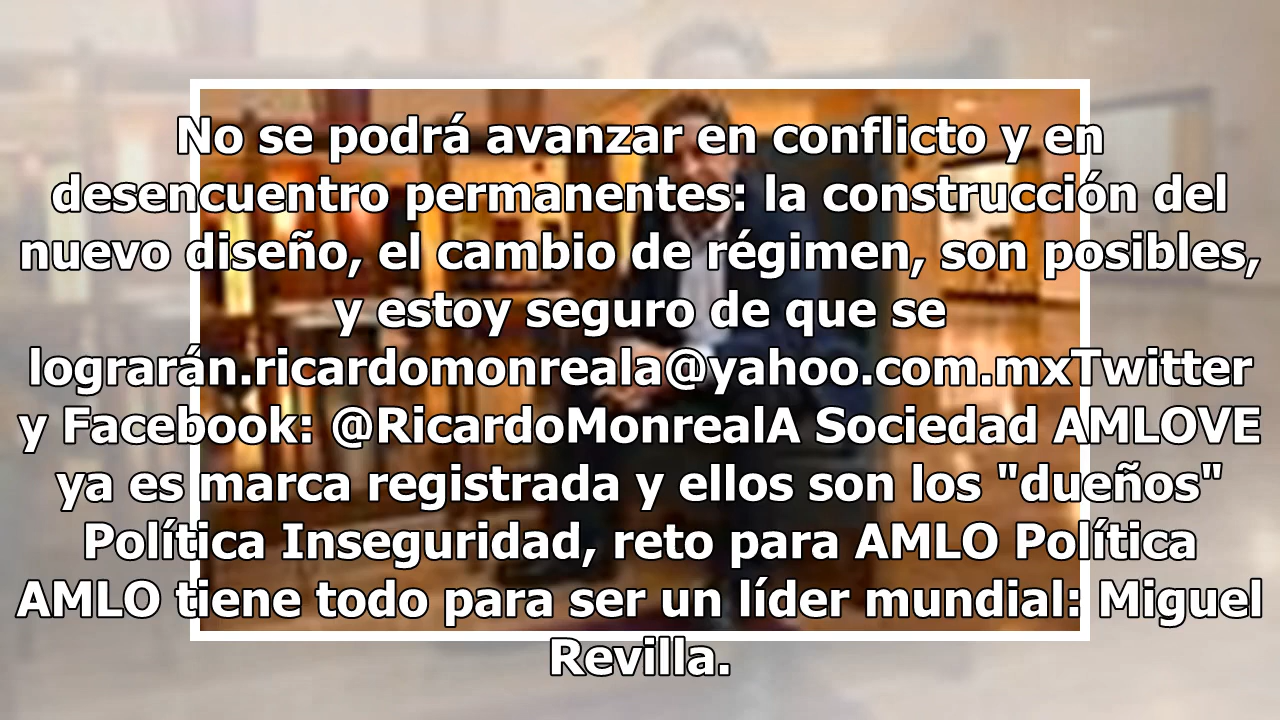 No se podrá avanzar en conflicto y en
desencuentro permanentes: la construcción del
nuevo diseño, el cambio de régimen, son posibles,
y estoy seguro de que se
lograrán.ricardomonreala@yahoo.com.mxTwitter
y Facebook: @RicardoMonrealA Sociedad AMLOVE
ya es marca registrada y ellos son los "dueños"
Política Inseguridad, reto para AMLO Política
AMLO tiene todo para ser un líder mundial: Miguel
Revilla.